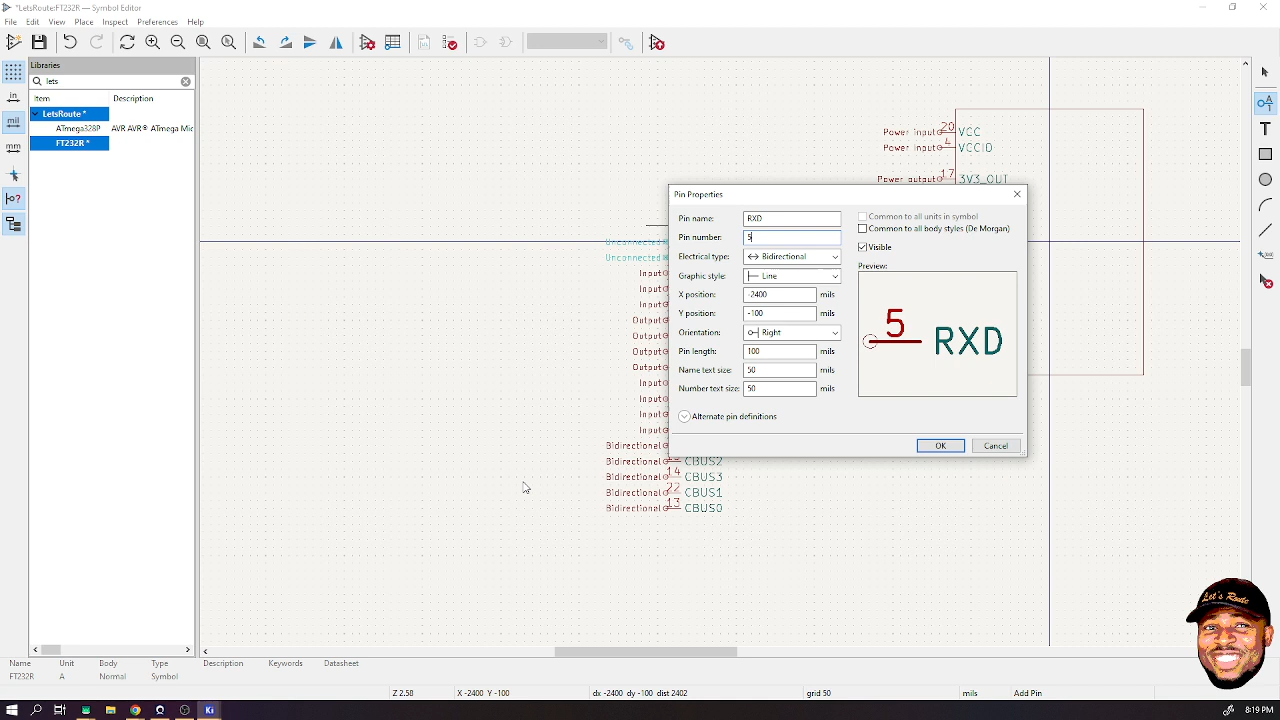 *LetsRoute:FT232R — Symbol Editor
File Edit View Place Inspect Preferences Help
Libraries
lets
in
mil
mm
Item Description
LetsRoute *
ATmega328P AVR AVR® ATmega Mic
FT232R *
Power input 20 VCC
Power input 4 VCCIO
Power output 17 3V3_OUT
Unconnected
Unconnected
Input
Input
Input
Output
Output
Output
Output
Input
Input
Input
Input
Bidirectional
Bidirectional CBUS2
Bidirectional 14 CBUS3
Bidirectional 22 CBUS1
Bidirectional 13 CBUS0
Pin Properties
Pin name: RXD
Pin number: 5
Electrical type: Bidirectional
Graphic style: Line
X position: -2400 mils
Y position: -100 mils
Orientation: Right
Pin length: 100 mils
Name text size: 50 mils
Number text size: 50 mils
Alternate pin definitions
Common to all units in symbol
Common to all body styles (De Morgan)
Visible
Preview:
5 RXD
OK Cancel
Let's Route
Name Unit Body Type Description Keywords Datasheet
FT232R A Normal Symbol
Z 2.58 X -2400 Y -100 dx -2400 dy -100 dist 2402 grid 50 mils Add Pin
Ki 8:19 PM